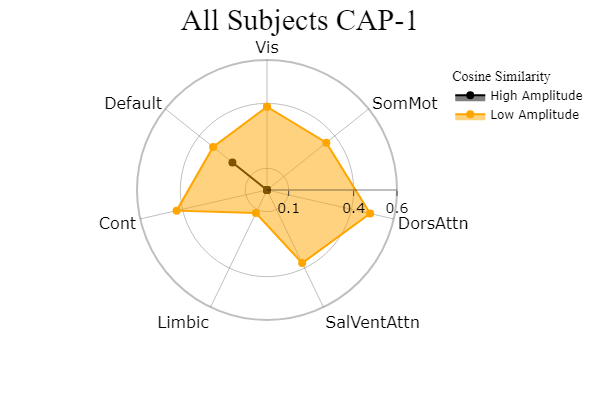 All Subjects CAP-1
Vis
Cosine Similarity
High Amplitude
Low Amplitude
Default
SomMot
0.1
0.4
0.6
Cont
DorsAttn
Limbic
SalVentAttn